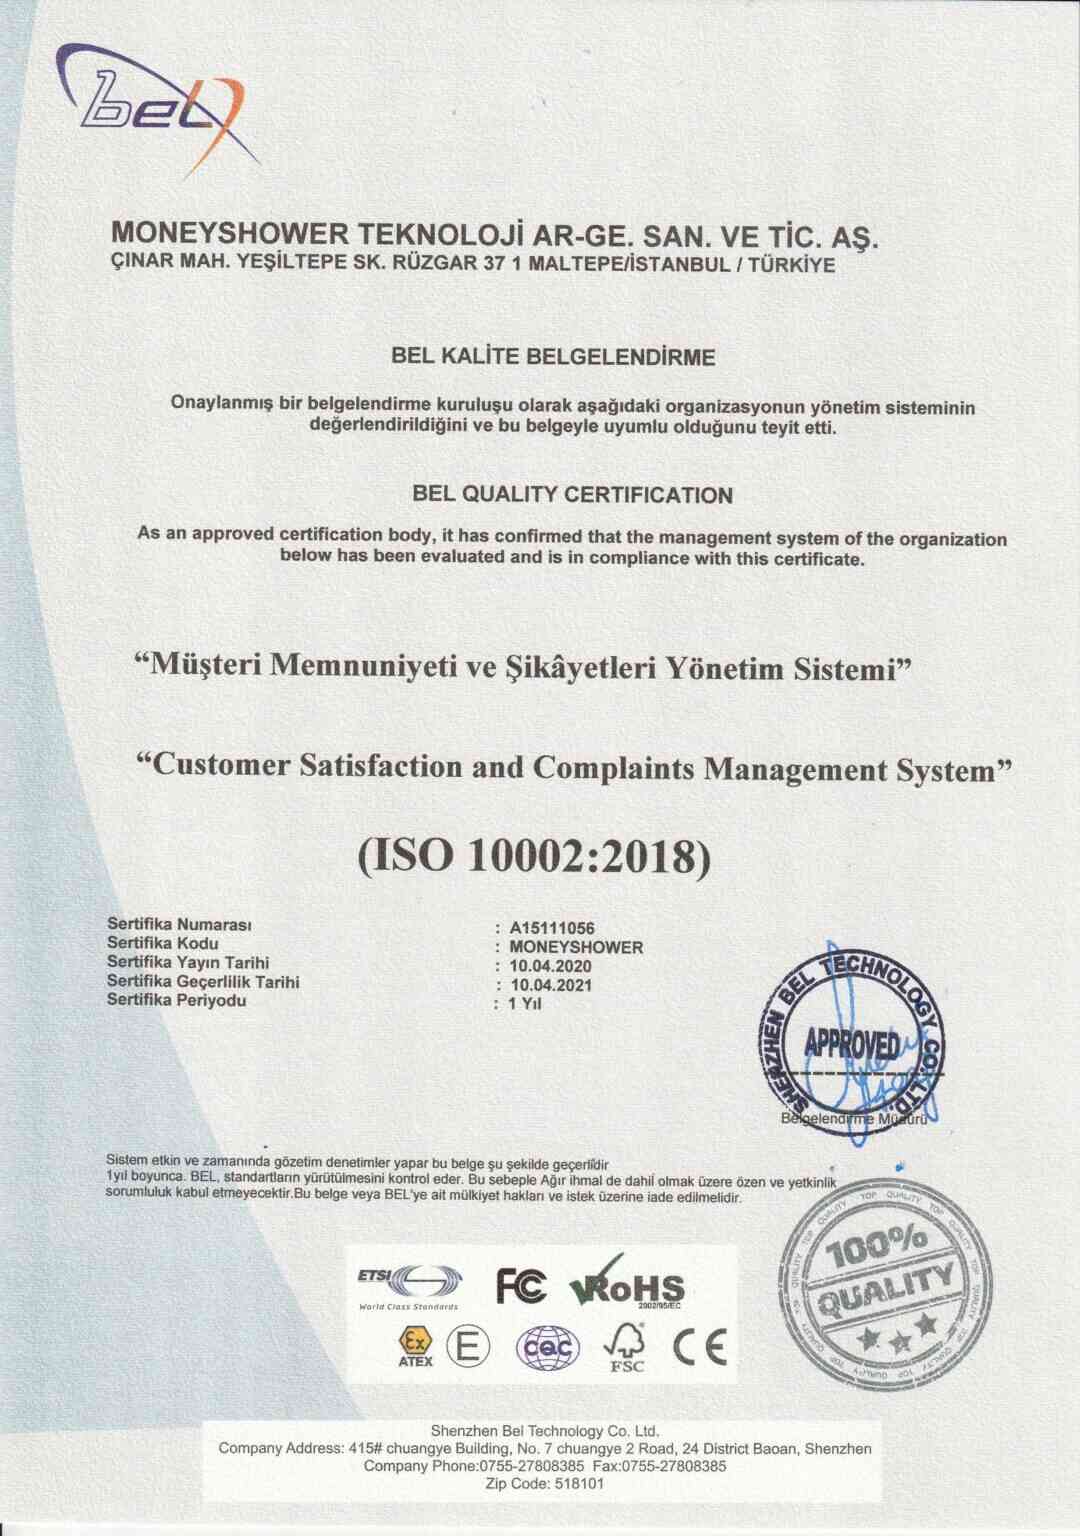 bel
MONEYSHOWER TEKNOLOJİ AR-GE. SAN. VE TİC. AŞ.
ÇINAR MAH. YEŞİLTEPE SK. RÜZGAR 37 1 MALTEPE/İSTANBUL / TÜRKİYE
BEL KALİTE BELGELENDİRME
Onaylanmış bir belgelendirme kuruluşu olarak aşağıdaki organizasyonun yönetim sisteminin
değerlendirildiğini ve bu belgeyle uyumlu olduğunu teyit etti.
BEL QUALITY CERTIFICATION
As an approved certification body, it has confirmed that the management system of the organization
below has been evaluated and is in compliance with this certificate.
“Müşteri Memnuniyeti ve Şikâyetleri Yönetim Sistemi”
“Customer Satisfaction and Complaints Management System”
(ISO 10002:2018)
Sertifika Numarası : A15111056
Sertifika Kodu : MONEYSHOWER
Sertifika Yayın Tarihi : 10.04.2020
Sertifika Geçerlilik Tarihi : 10.04.2021
Sertifika Periyodu : 1 Yıl
SHENZHEN BEL TECHNOLOGY CO.LTD.
APPROVED
Belgelendirme Müdürü
Sistem etkin ve zamanında gözetim denetimler yapar bu belge şu şekilde geçerlidir
1yıl boyunca. BEL, standartların yürütülmesini kontrol eder. Bu sebeple Ağır ihmal de dahil olmak üzere özen ve yetkinlik
sorumluluk kabul etmeyecektir.Bu belge veya BEL'ye ait mülkiyet hakları ve istek üzerine iade edilmelidir.
TOP QUALITY TOP QUALITY TOP QUALITY TOP QUALITY TOP QUALITY
100%
QUALITY
ETSI
World Class Standards
FC
RoHS
2002/95/EC
Ex
ATEX
E
CQC
FSC
CE
Shenzhen Bel Technology Co. Ltd.
Company Address: 415# chuangye Building, No. 7 chuangye 2 Road, 24 District Baoan, Shenzhen
Company Phone:0755-27808385 Fax:0755-27808385
Zip Code: 518101